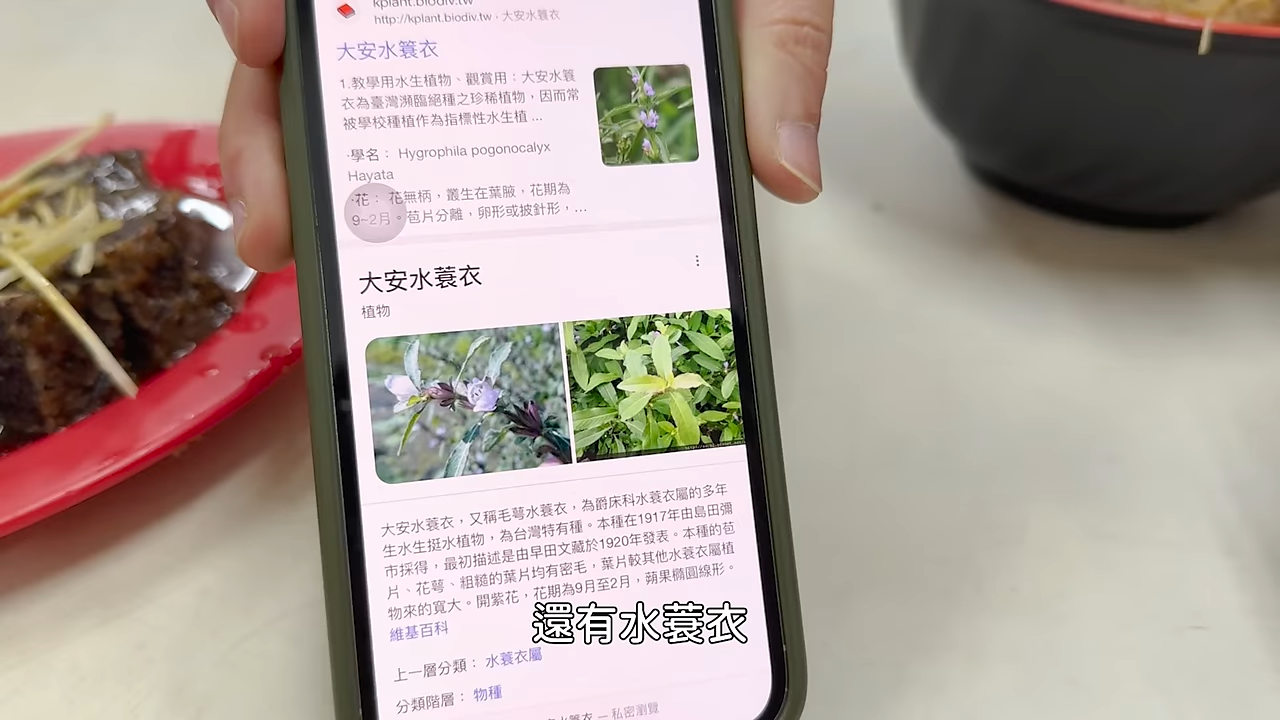 kplant.biodiv.tw
http://kplant.biodiv.tw › 大安水簑衣
大安水簑衣
1.教學用水生植物、觀賞用：大安水簑
衣為臺灣瀕臨絕種之珍稀植物，因而常
被學校種植作為指標性水生植 ...
·學名： Hygrophila pogonocalyx
Hayata
·花： 花無柄，叢生在葉腋，花期為
9~2月。苞片分離，卵形或披針形，...
大安水蓑衣
植物
大安水蓑衣，又稱毛萼水蓑衣，為爵床科水蓑衣屬的多年
生水生挺水植物，為台灣特有種。本種在1917年由島田彌
市採得，最初描述是由早田文藏於1920年發表。本種的苞
片、花萼、粗糙的葉片均有密毛，葉片較其他水蓑衣屬植
物來的寬大。開紫花，花期為9月至2月，蒴果橢圓線形。
維基百科
還有水蓑衣
上一層分類： 水蓑衣屬
分類階層： 物種
水簑衣 — 私密瀏覽